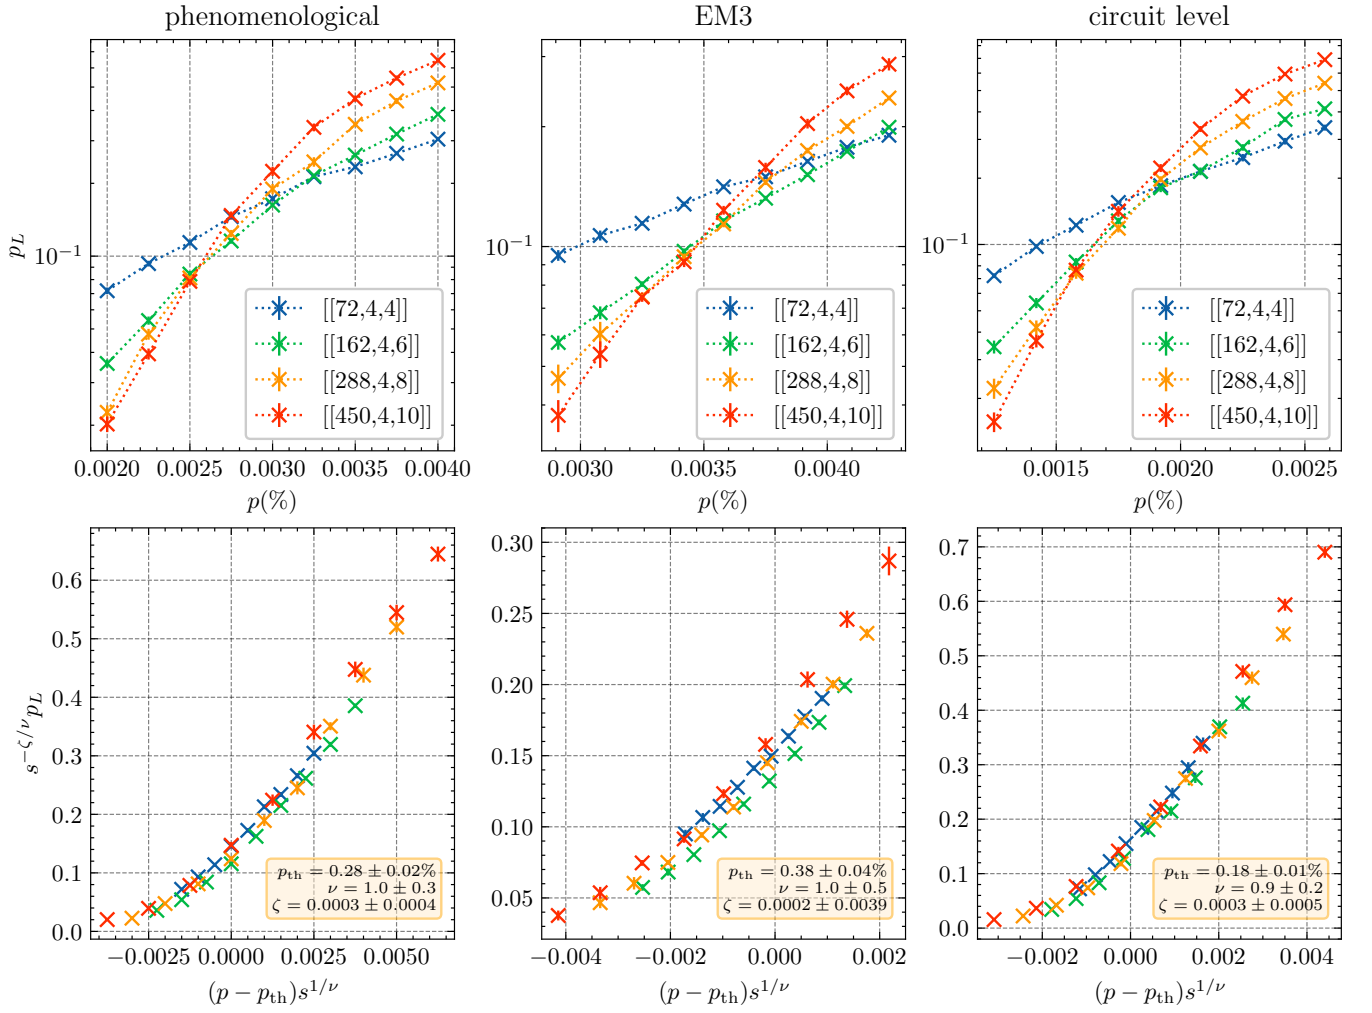 phenomenological
EM3
circuit level
p_L
10^{-1}
10^{-1}
10^{-1}
[[72,4,4]]
[[162,4,6]]
[[288,4,8]]
[[450,4,10]]
[[72,4,4]]
[[162,4,6]]
[[288,4,8]]
[[450,4,10]]
[[72,4,4]]
[[162,4,6]]
[[288,4,8]]
[[450,4,10]]
0.0020 0.0025 0.0030 0.0035 0.0040
0.0030 0.0035 0.0040
0.0015 0.0020 0.0025
p(%)
p(%)
p(%)
s^{-ζ/ν} p_L
0.6
0.5
0.4
0.3
0.2
0.1
0.0
p_th = 0.28 ± 0.02%
ν = 1.0 ± 0.3
ζ = 0.0003 ± 0.0004
−0.0025 0.0000 0.0025 0.0050
(p − p_th)s^{1/ν}
0.30
0.25
0.20
0.15
0.10
0.05
p_th = 0.38 ± 0.04%
ν = 1.0 ± 0.5
ζ = 0.0002 ± 0.0039
−0.004 −0.002 0.000 0.002
(p − p_th)s^{1/ν}
0.7
0.6
0.5
0.4
0.3
0.2
0.1
0.0
p_th = 0.18 ± 0.01%
ν = 0.9 ± 0.2
ζ = 0.0003 ± 0.0005
−0.002 0.000 0.002 0.004
(p − p_th)s^{1/ν}